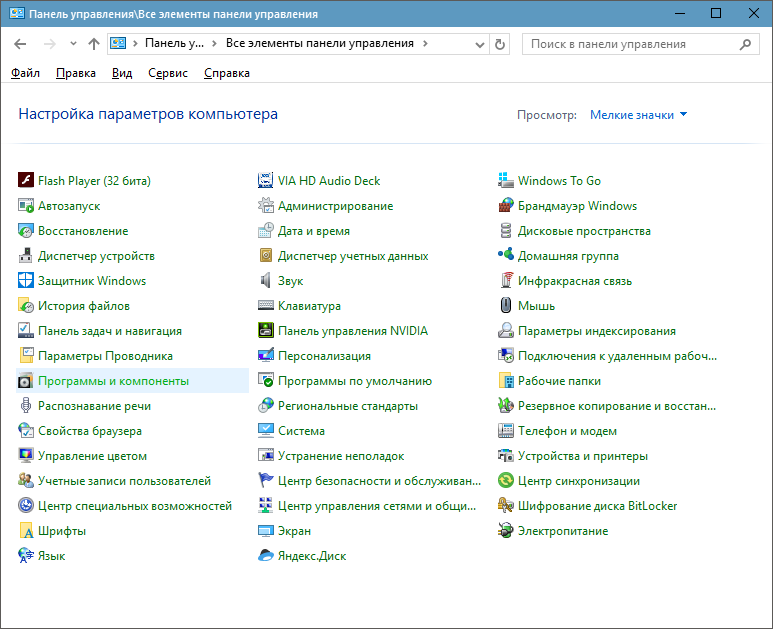 Панель управления\Все элементы панели управления
Панель у... Все элементы панели управления Поиск в панели управления
Файл Правка Вид Сервис Справка
Настройка параметров компьютера Просмотр: Мелкие значки
Flash Player (32 бита) VIA HD Audio Deck Windows To Go
Автозапуск Администрирование Брандмауэр Windows
Восстановление Дата и время Дисковые пространства
Диспетчер устройств Диспетчер учетных данных Домашняя группа
Защитник Windows Звук Инфракрасная связь
История файлов Клавиатура Мышь
Панель задач и навигация Панель управления NVIDIA Параметры индексирования
Параметры Проводника Персонализация Подключения к удаленным рабоч...
Программы и компоненты Программы по умолчанию Рабочие папки
Распознавание речи Региональные стандарты Резервное копирование и восстан...
Свойства браузера Система Телефон и модем
Управление цветом Устранение неполадок Устройства и принтеры
Учетные записи пользователей Центр безопасности и обслуживан... Центр синхронизации
Центр специальных возможностей Центр управления сетями и общи... Шифрование диска BitLocker
Шрифты Экран Электропитание
Язык Яндекс.Диск